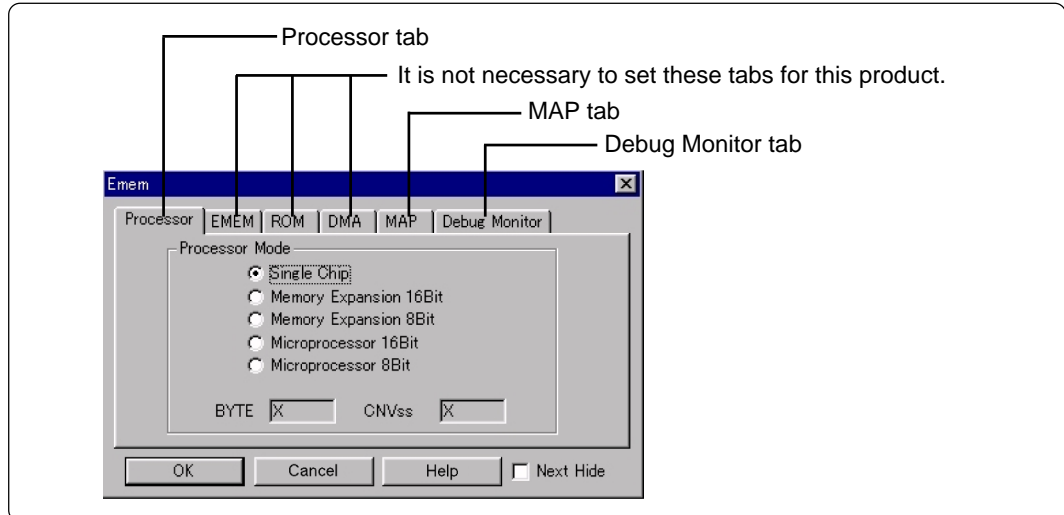 Processor tab
It is not necessary to set these tabs for this product.
MAP tab
Debug Monitor tab
Emem
Processor EMEM ROM DMA MAP Debug Monitor
Processor Mode
Single Chip
Memory Expansion 16Bit
Memory Expansion 8Bit
Microprocessor 16Bit
Microprocessor 8Bit
BYTE X CNVss X
OK Cancel Help Next Hide